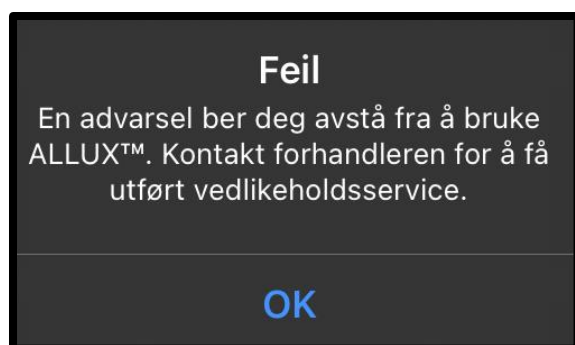 Feil
En advarsel ber deg avstå fra å bruke
ALLUX™. Kontakt forhandleren for å få
utført vedlikeholdsservice.
OK